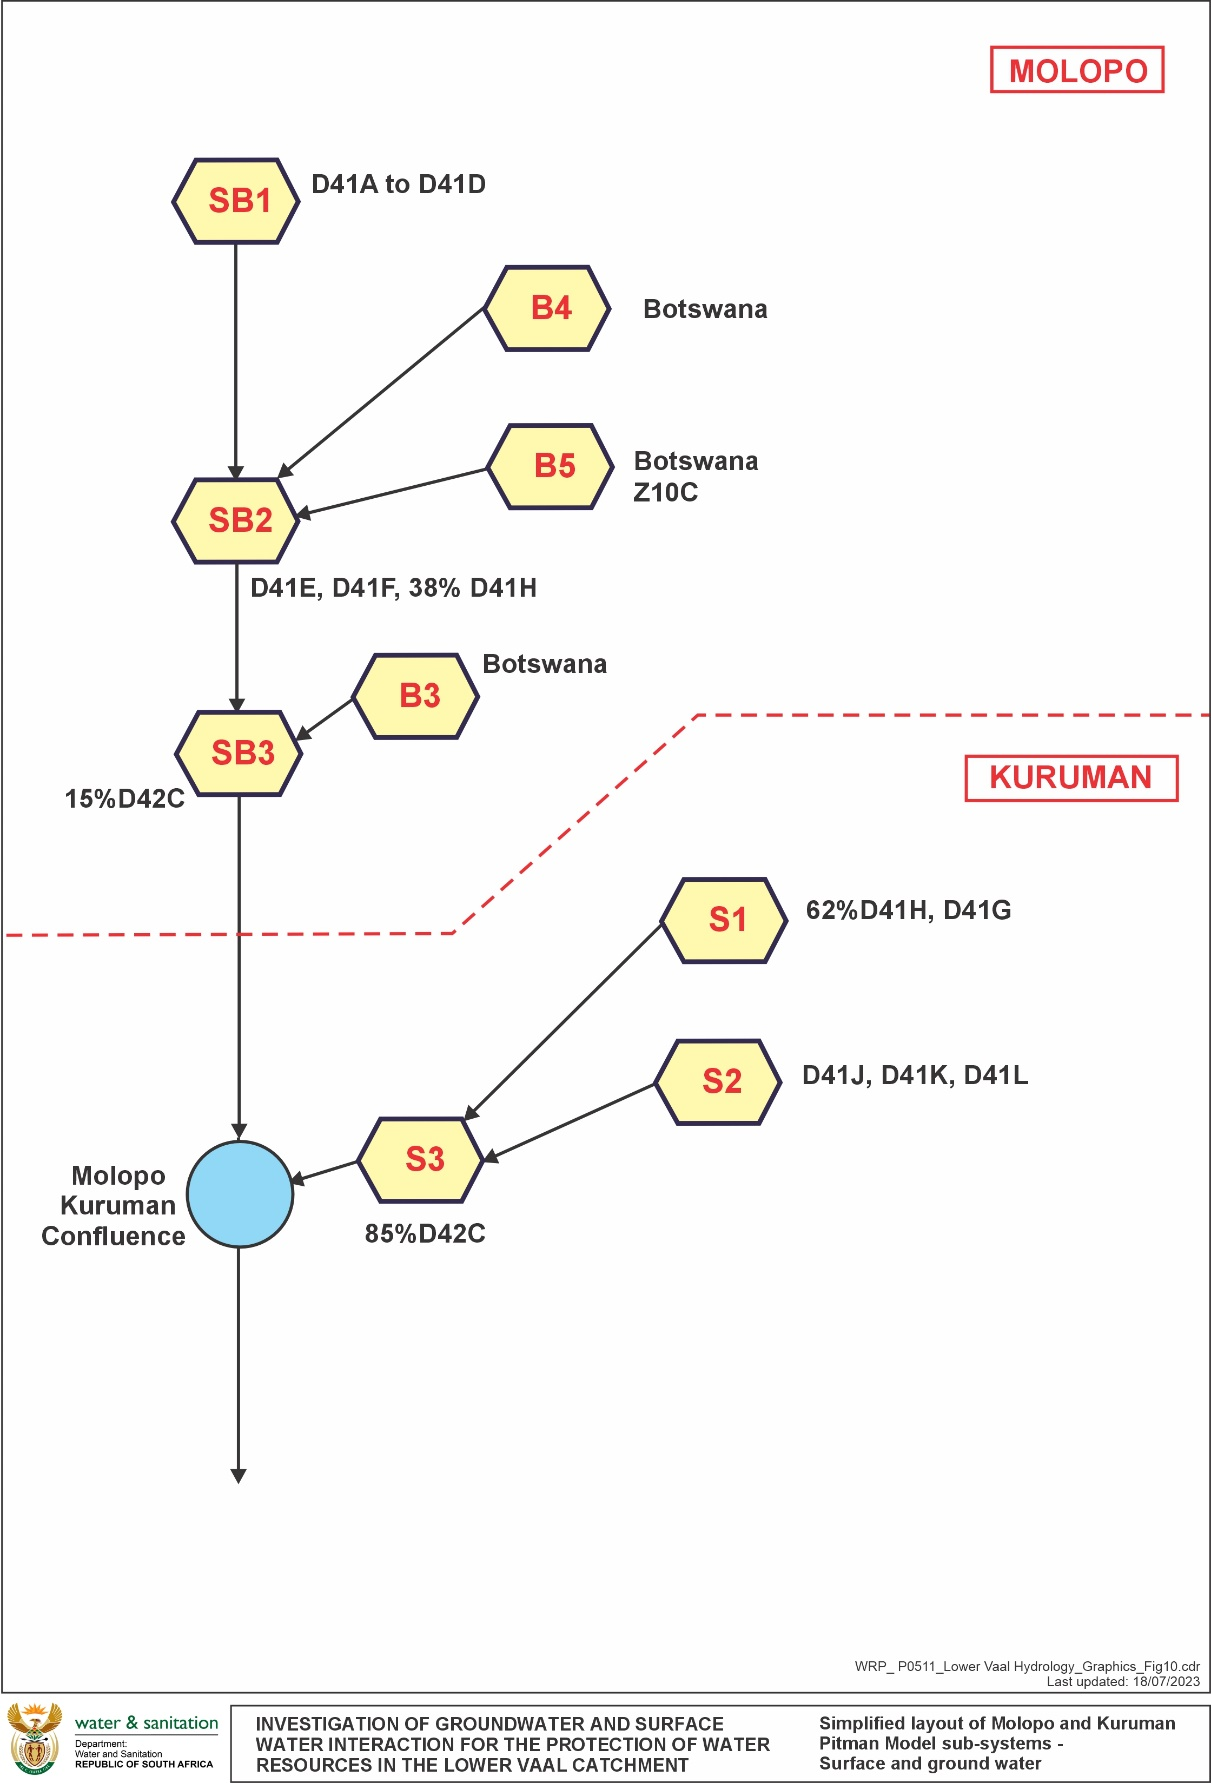 MOLOPO
SB1
D41A to D41D
B4
Botswana
B5
Botswana
Z10C
SB2
D41E, D41F, 38% D41H
B3
Botswana
SB3
15%D42C
KURUMAN
S1
62%D41H, D41G
S2
D41J, D41K, D41L
S3
85%D42C
Molopo
Kuruman
Confluence
WRP_ P0511_Lower Vaal Hydrology_Graphics_Fig10.cdr
Last updated: 18/07/2023
water & sanitation
Department:
Water and Sanitation
REPUBLIC OF SOUTH AFRICA
INVESTIGATION OF GROUNDWATER AND SURFACE
WATER INTERACTION FOR THE PROTECTION OF WATER
RESOURCES IN THE LOWER VAAL CATCHMENT
Simplified layout of Molopo and Kuruman
Pitman Model sub-systems -
Surface and ground water